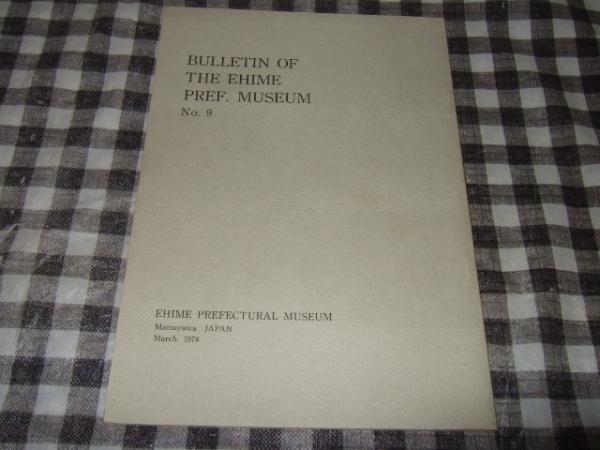 BULLETIN OF
THE EHIME
PREF. MUSEUM
No. 9
EHIME PREFECTURAL MUSEUM
Matsuyama JAPAN
March. 1978